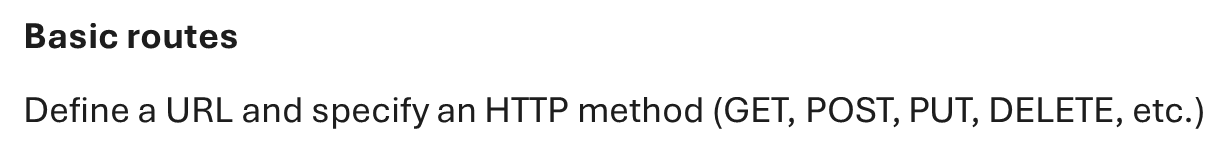 Basic routes
Define a URL and specify an HTTP method (GET, POST, PUT, DELETE, etc.)